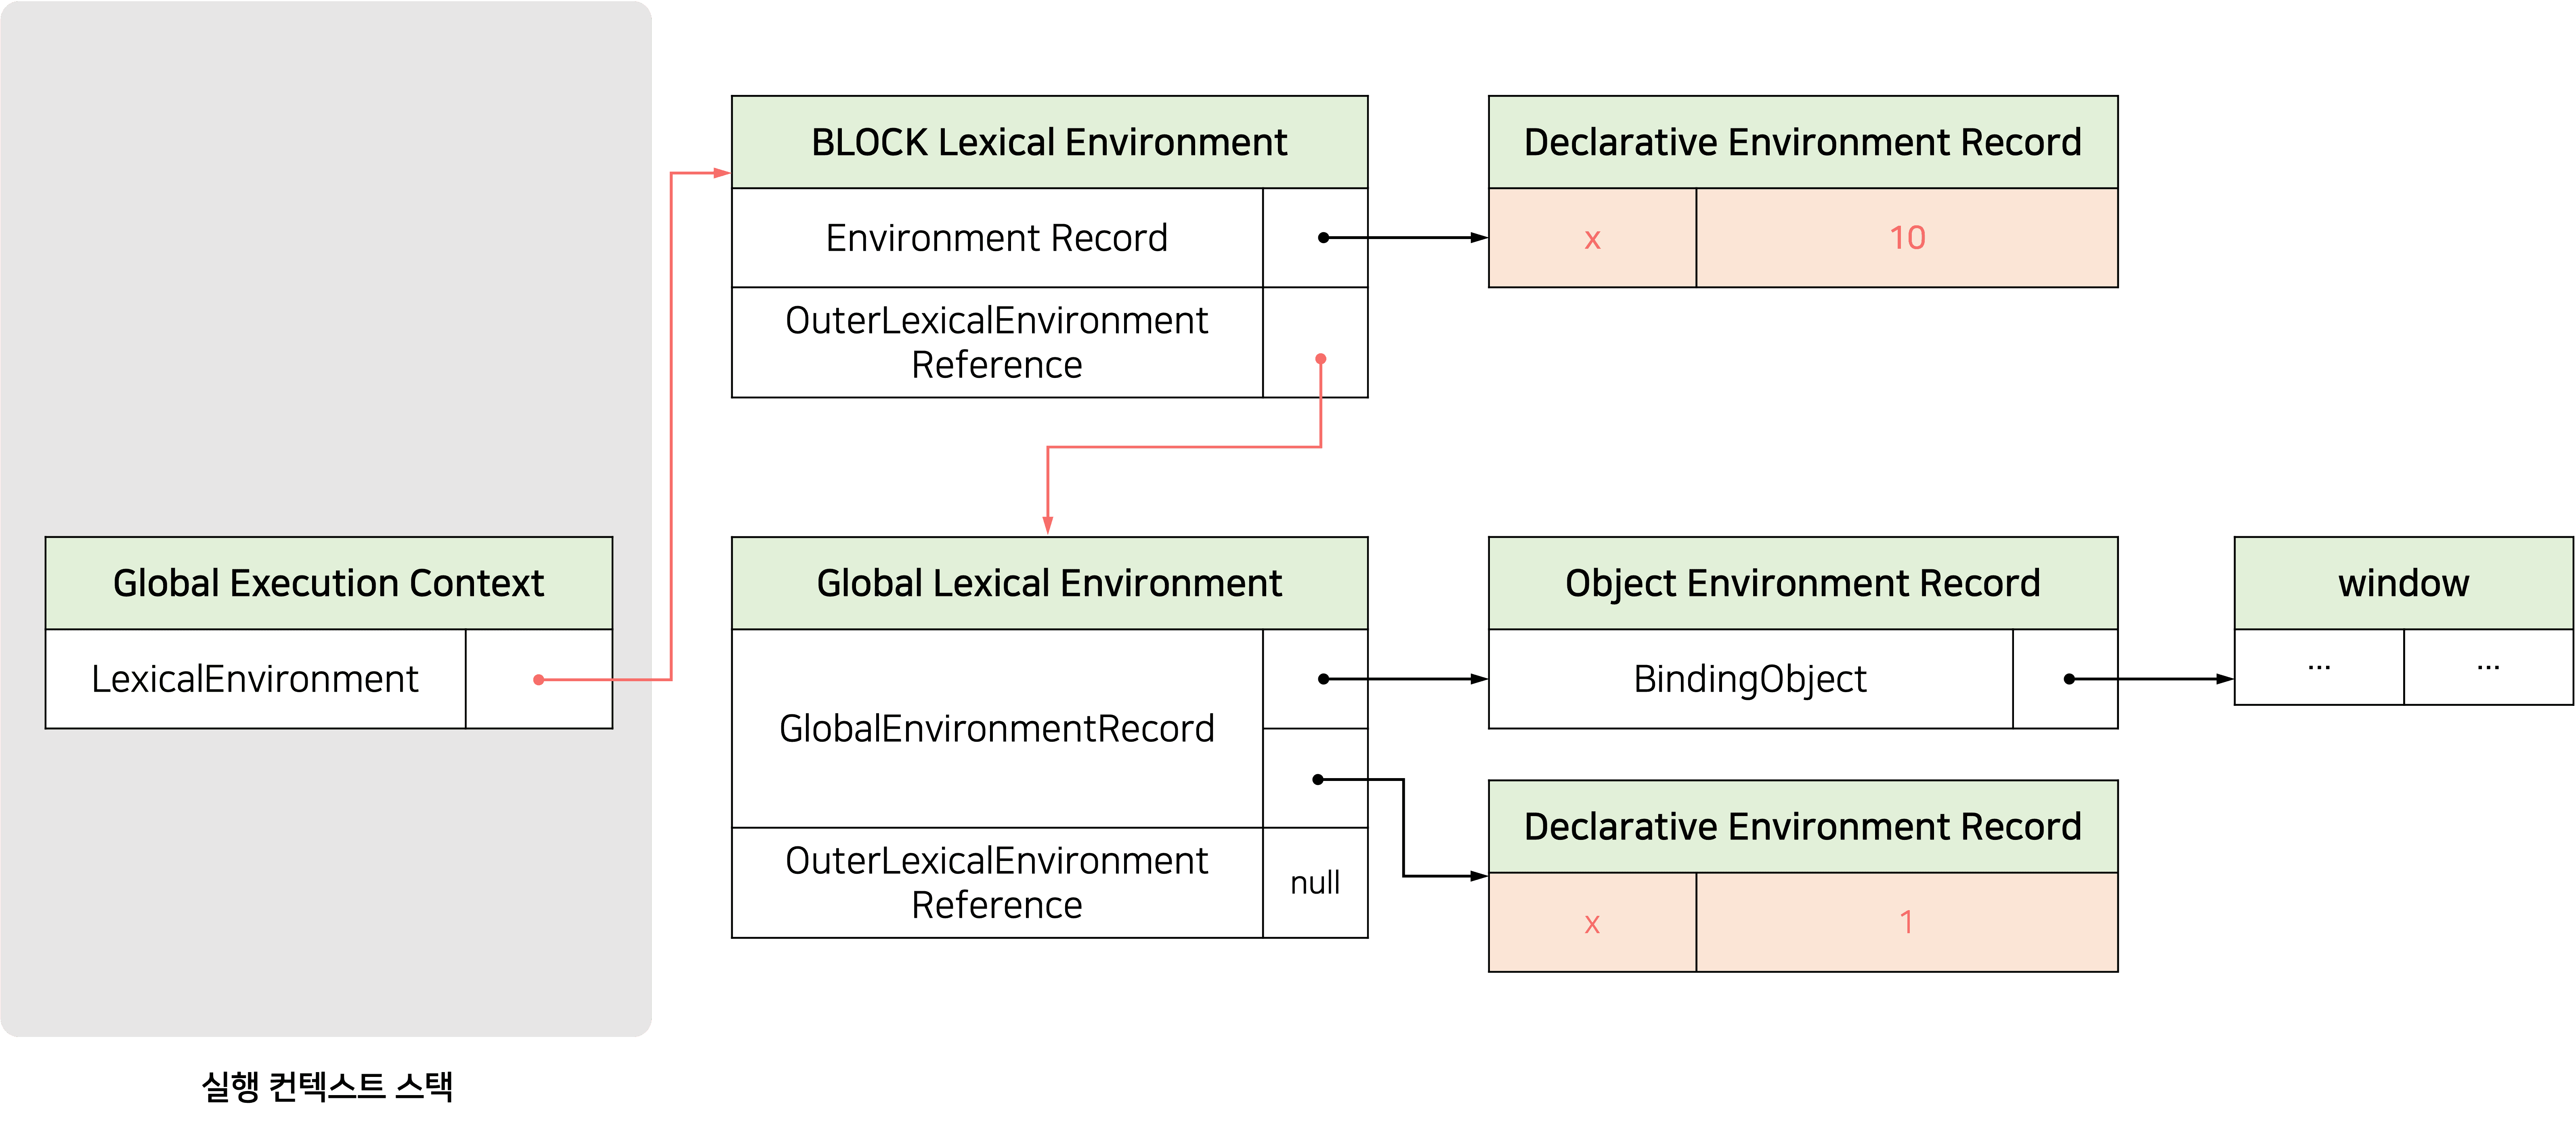 BLOCK Lexical Environment
Environment Record
OuterLexicalEnvironment
Reference
Declarative Environment Record
x
10
Global Execution Context
LexicalEnvironment
Global Lexical Environment
GlobalEnvironmentRecord
OuterLexicalEnvironment
Reference
null
Object Environment Record
BindingObject
window
...
...
Declarative Environment Record
x
1
실행 컨텍스트 스택